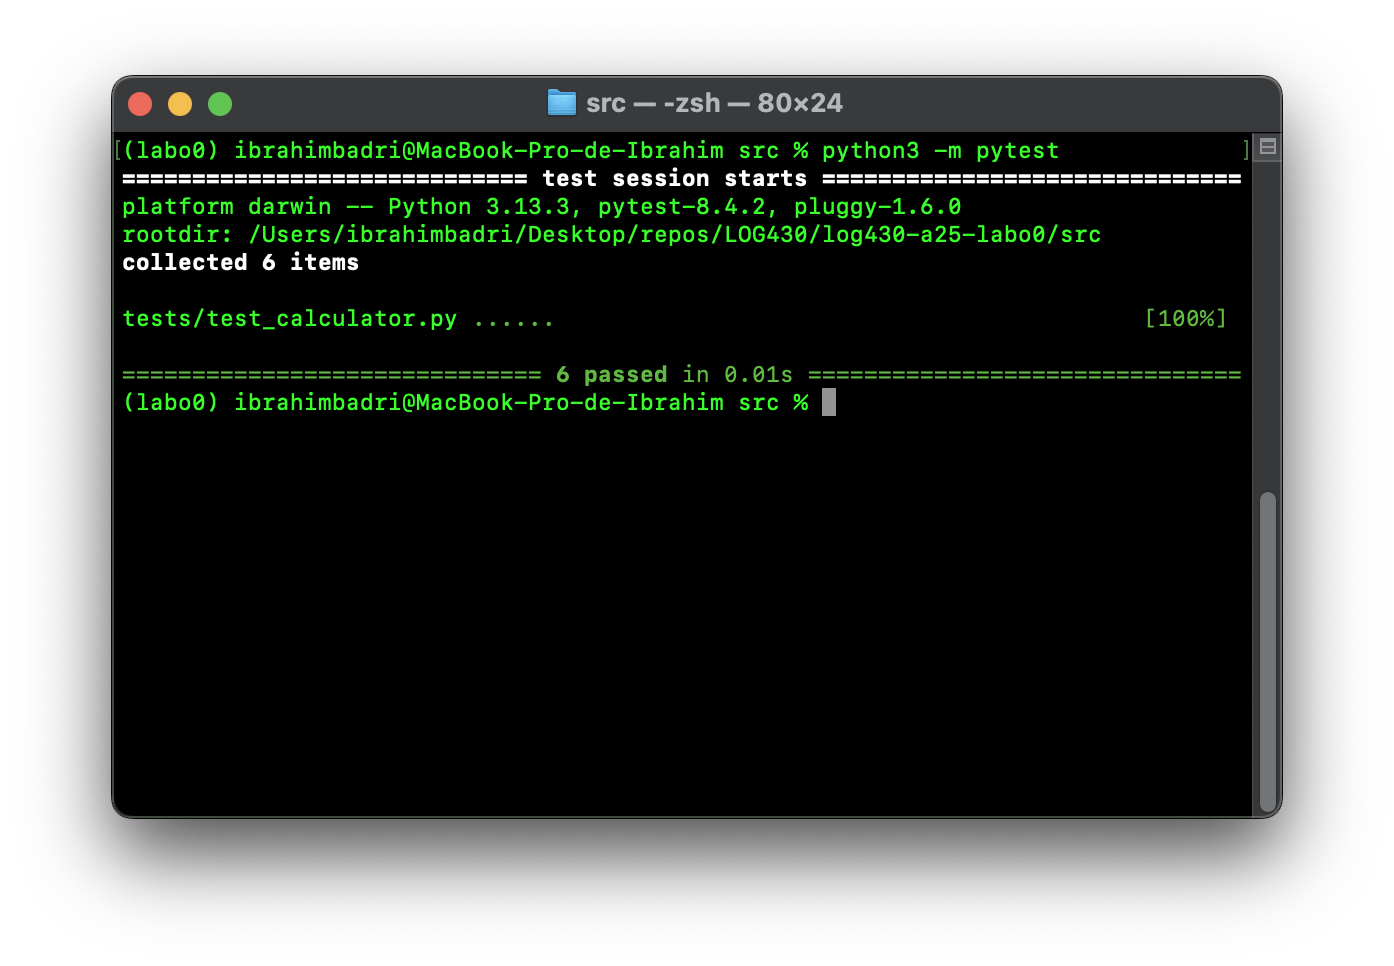 src — -zsh — 80×24
(labo0) ibrahimbadri@MacBook-Pro-de-Ibrahim src % python3 -m pytest
============================= test session starts ==============================
platform darwin -- Python 3.13.3, pytest-8.4.2, pluggy-1.6.0
rootdir: /Users/ibrahimbadri/Desktop/repos/LOG430/log430-a25-labo0/src
collected 6 items
tests/test_calculator.py ...... [100%]
============================== 6 passed in 0.01s ===============================
(labo0) ibrahimbadri@MacBook-Pro-de-Ibrahim src %